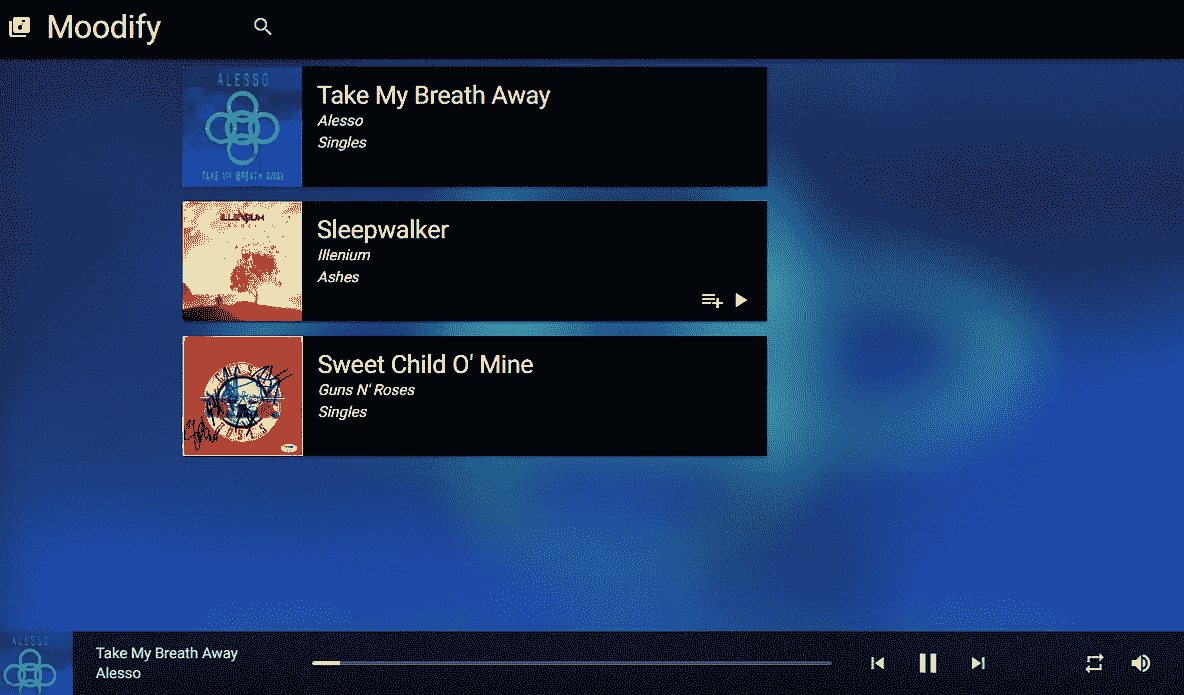 Moodify
ALESSO
TAKE MY BREATH AWAY
Take My Breath Away
Alesso
Singles
ILLENIUM
Sleepwalker
Illenium
Ashes
Sweet Child O' Mine
Guns N' Roses
Singles
ALESSO
Take My Breath Away
Alesso